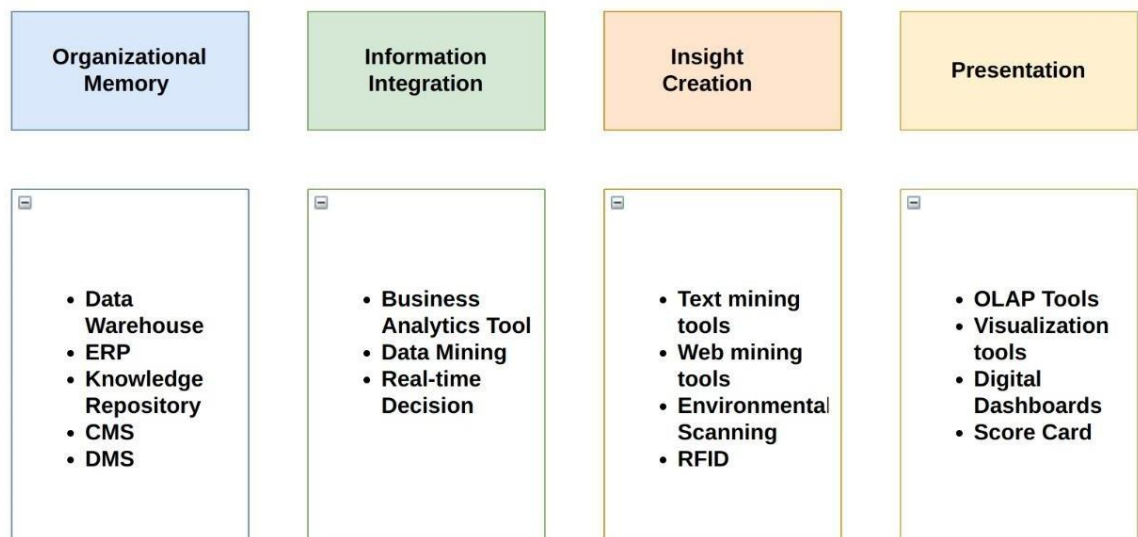 Organizational
Memory
Information
Integration
Insight
Creation
Presentation
• Data
Warehouse
• ERP
• Knowledge
Repository
• CMS
• DMS
• Business
Analytics Tool
• Data Mining
• Real-time
Decision
• Text mining
tools
• Web mining
tools
• Environmental
Scanning
• RFID
• OLAP Tools
• Visualization
tools
• Digital
Dashboards
• Score Card